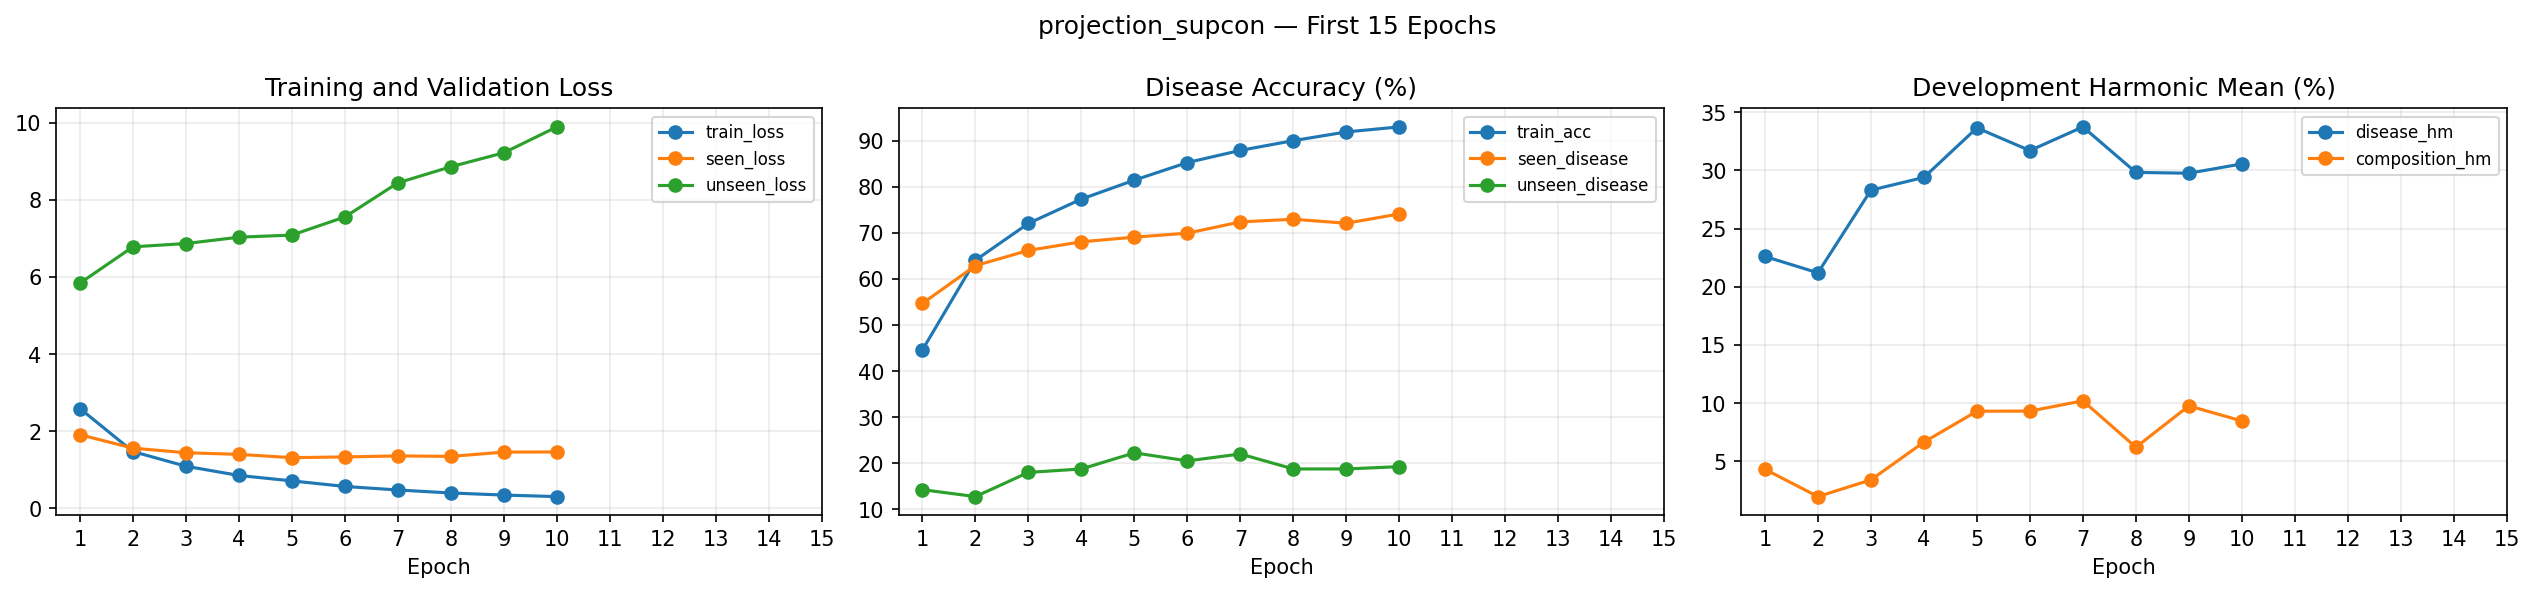 projection_supcon — First 15 Epochs
Training and Validation Loss
10
8
6
4
2
0
train_loss
seen_loss
unseen_loss
1 2 3 4 5 6 7 8 9 10 11 12 13 14 15
Epoch
Disease Accuracy (%)
90
80
70
60
50
40
30
20
10
train_acc
seen_disease
unseen_disease
1 2 3 4 5 6 7 8 9 10 11 12 13 14 15
Epoch
Development Harmonic Mean (%)
35
30
25
20
15
10
5
disease_hm
composition_hm
1 2 3 4 5 6 7 8 9 10 11 12 13 14 15
Epoch